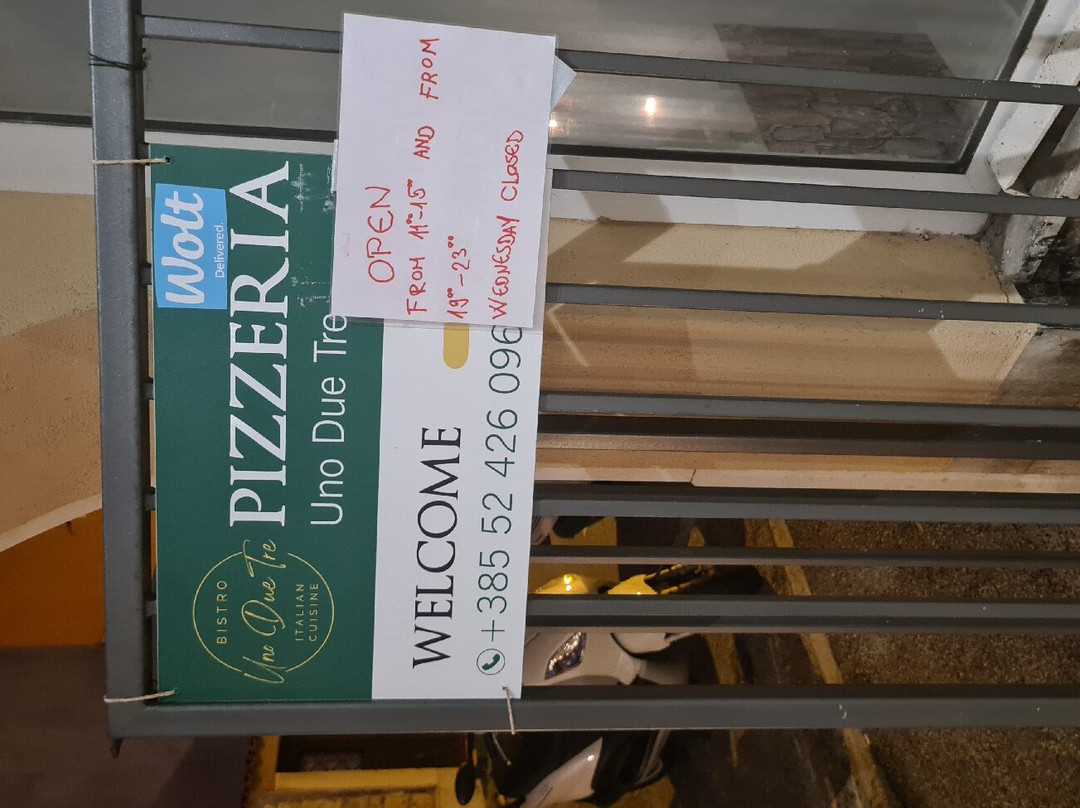 Wolt
Delivered.
BISTRO
Uno Due Tre
ITALIAN
CUISINE
PIZZERIA
Uno Due Tre
WELCOME
+385 52 426 096
OPEN
FROM 11⁰⁰-15⁰⁰ AND FROM
19⁰⁰-23⁰⁰
WEDNESDAY CLOSED